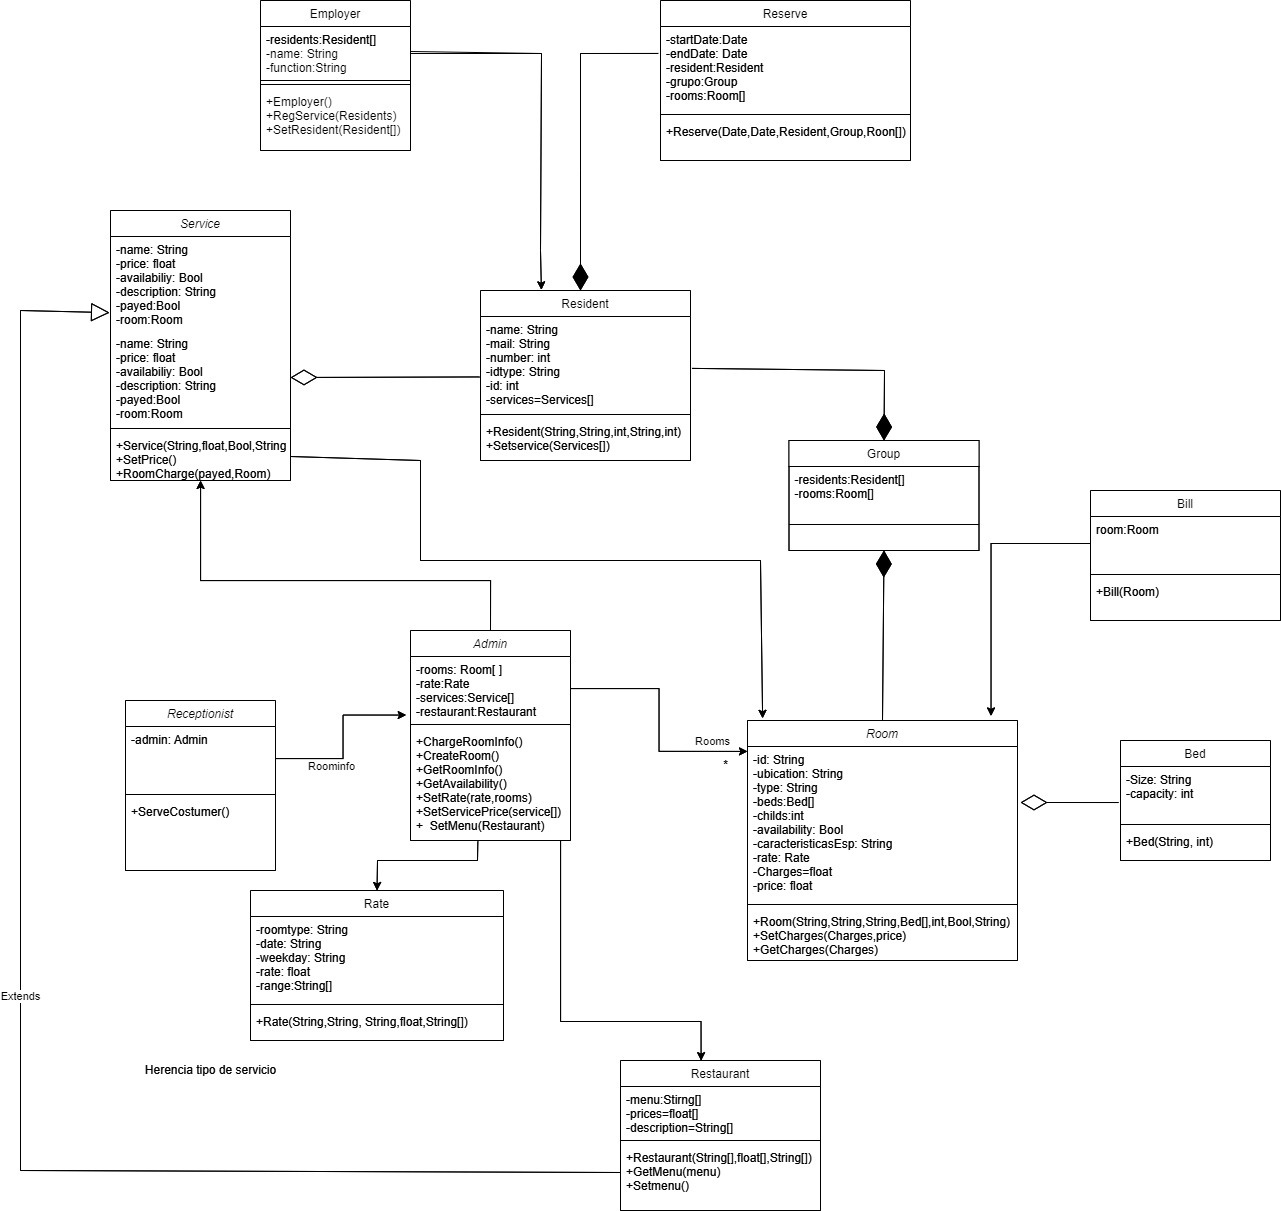 Employer
-residents:Resident[]
-name: String
-function:String
+Employer()
+RegService(Residents)
+SetResident(Resident[])
Reserve
-startDate:Date
-endDate: Date
-resident:Resident
-grupo:Group
-rooms:Room[]
+Reserve(Date,Date,Resident,Group,Roon[])
Service
-name: String
-price: float
-availabiliy: Bool
-description: String
-payed:Bool
-room:Room
-name: String
-price: float
-availabiliy: Bool
-description: String
-payed:Bool
-room:Room
+Service(String,float,Bool,String
+SetPrice()
+RoomCharge(payed,Room)
Resident
-name: String
-mail: String
-number: int
-idtype: String
-id: int
-services=Services[]
+Resident(String,String,int,String,int)
+Setservice(Services[])
Group
-residents:Resident[]
-rooms:Room[]
Bill
room:Room
+Bill(Room)
Admin
-rooms: Room[ ]
-rate:Rate
-services:Service[]
-restaurant:Restaurant
+ChargeRoomInfo()
+CreateRoom()
+GetRoomInfo()
+GetAvailability()
+SetRate(rate,rooms)
+SetServicePrice(service[])
+ SetMenu(Restaurant)
Receptionist
-admin: Admin
+ServeCostumer()
Roominfo
Rooms
*
Room
-id: String
-ubication: String
-type: String
-beds:Bed[]
-childs:int
-availability: Bool
-caracteristicasEsp: String
-rate: Rate
-Charges=float
-price: float
+Room(String,String,String,Bed[],int,Bool,String)
+SetCharges(Charges,price)
+GetCharges(Charges)
Bed
-Size: String
-capacity: int
+Bed(String, int)
Rate
-roomtype: String
-date: String
-weekday: String
-rate: float
-range:String[]
+Rate(String,String, String,float,String[])
Extends
Herencia tipo de servicio
Restaurant
-menu:Stirng[]
-prices=float[]
-description=String[]
+Restaurant(String[],float[],String[])
+GetMenu(menu)
+Setmenu()